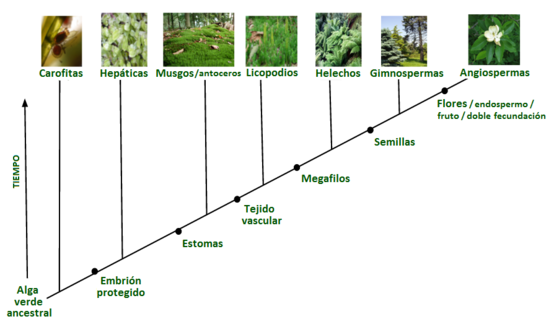 Carofitas
Hepáticas
Musgos/antoceros
Licopodios
Helechos
Gimnospermas
Angiospermas
Flores / endospermo /
fruto / doble fecundación
Semillas
Megafilos
Tejido
vascular
Estomas
Embrión
protegido
TIEMPO
Alga
verde
ancestral